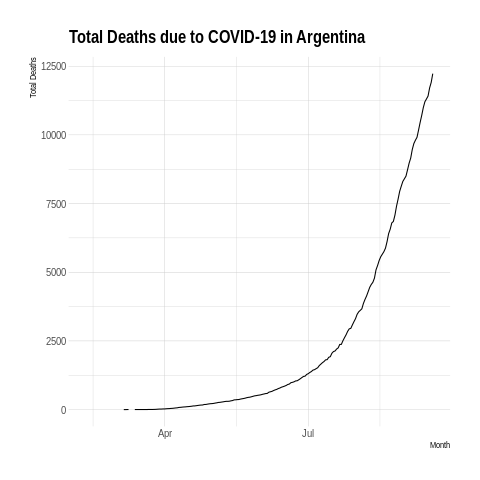 Total Deaths due to COVID-19 in Argentina
Total Deaths
12500
10000
7500
5000
2500
0
Apr
Jul
Month